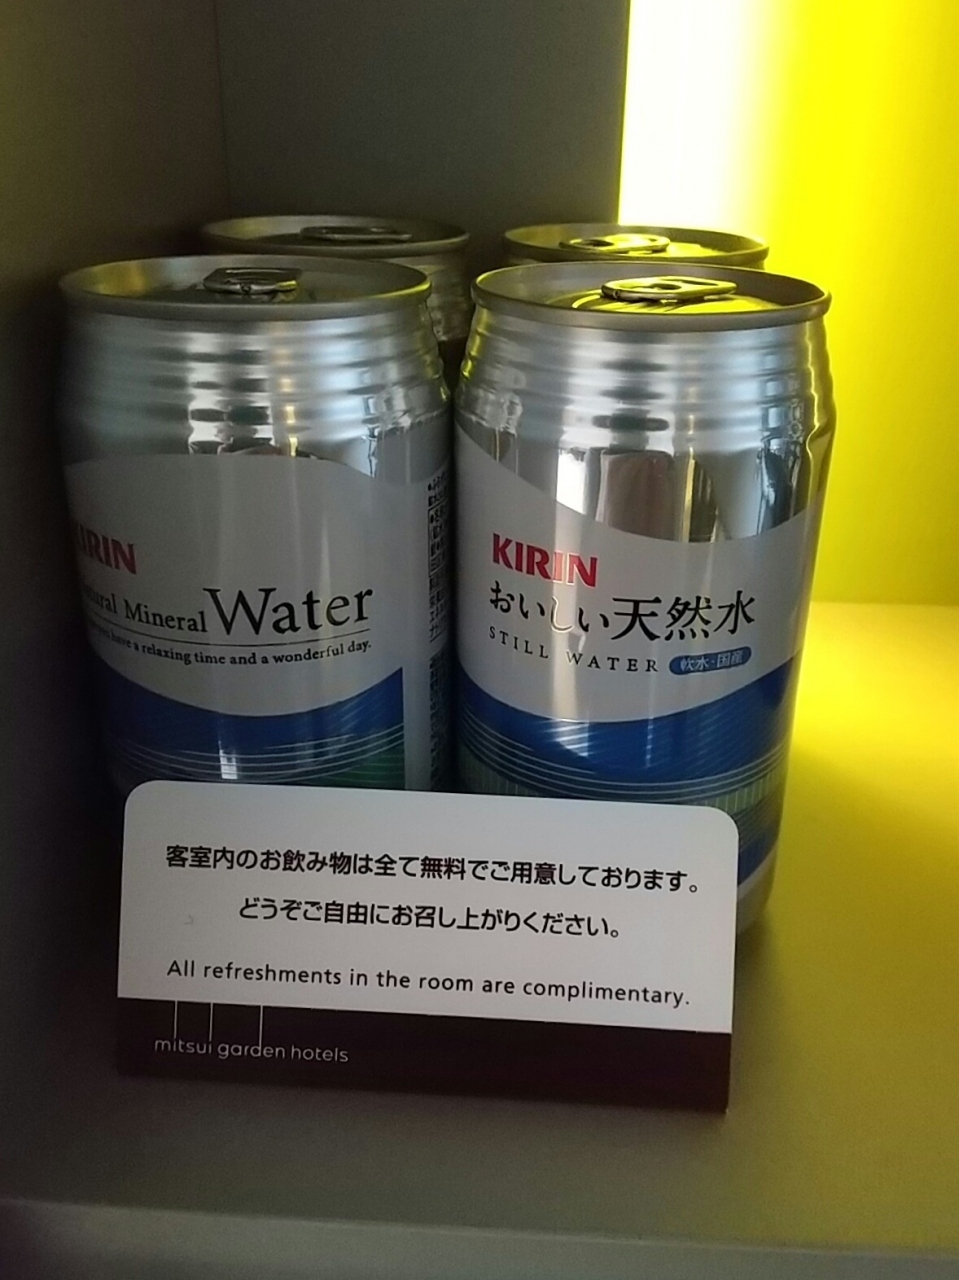 KIRIN
Mineral Water
have a relaxing time and a wonderful day.
KIRIN
おいしい天然水
STILL WATER 軟水・国産
客室内のお飲み物は全て無料でご用意しております。
どうぞご自由にお召し上がりください。
All refreshments in the room are complimentary.
mitsui garden hotels